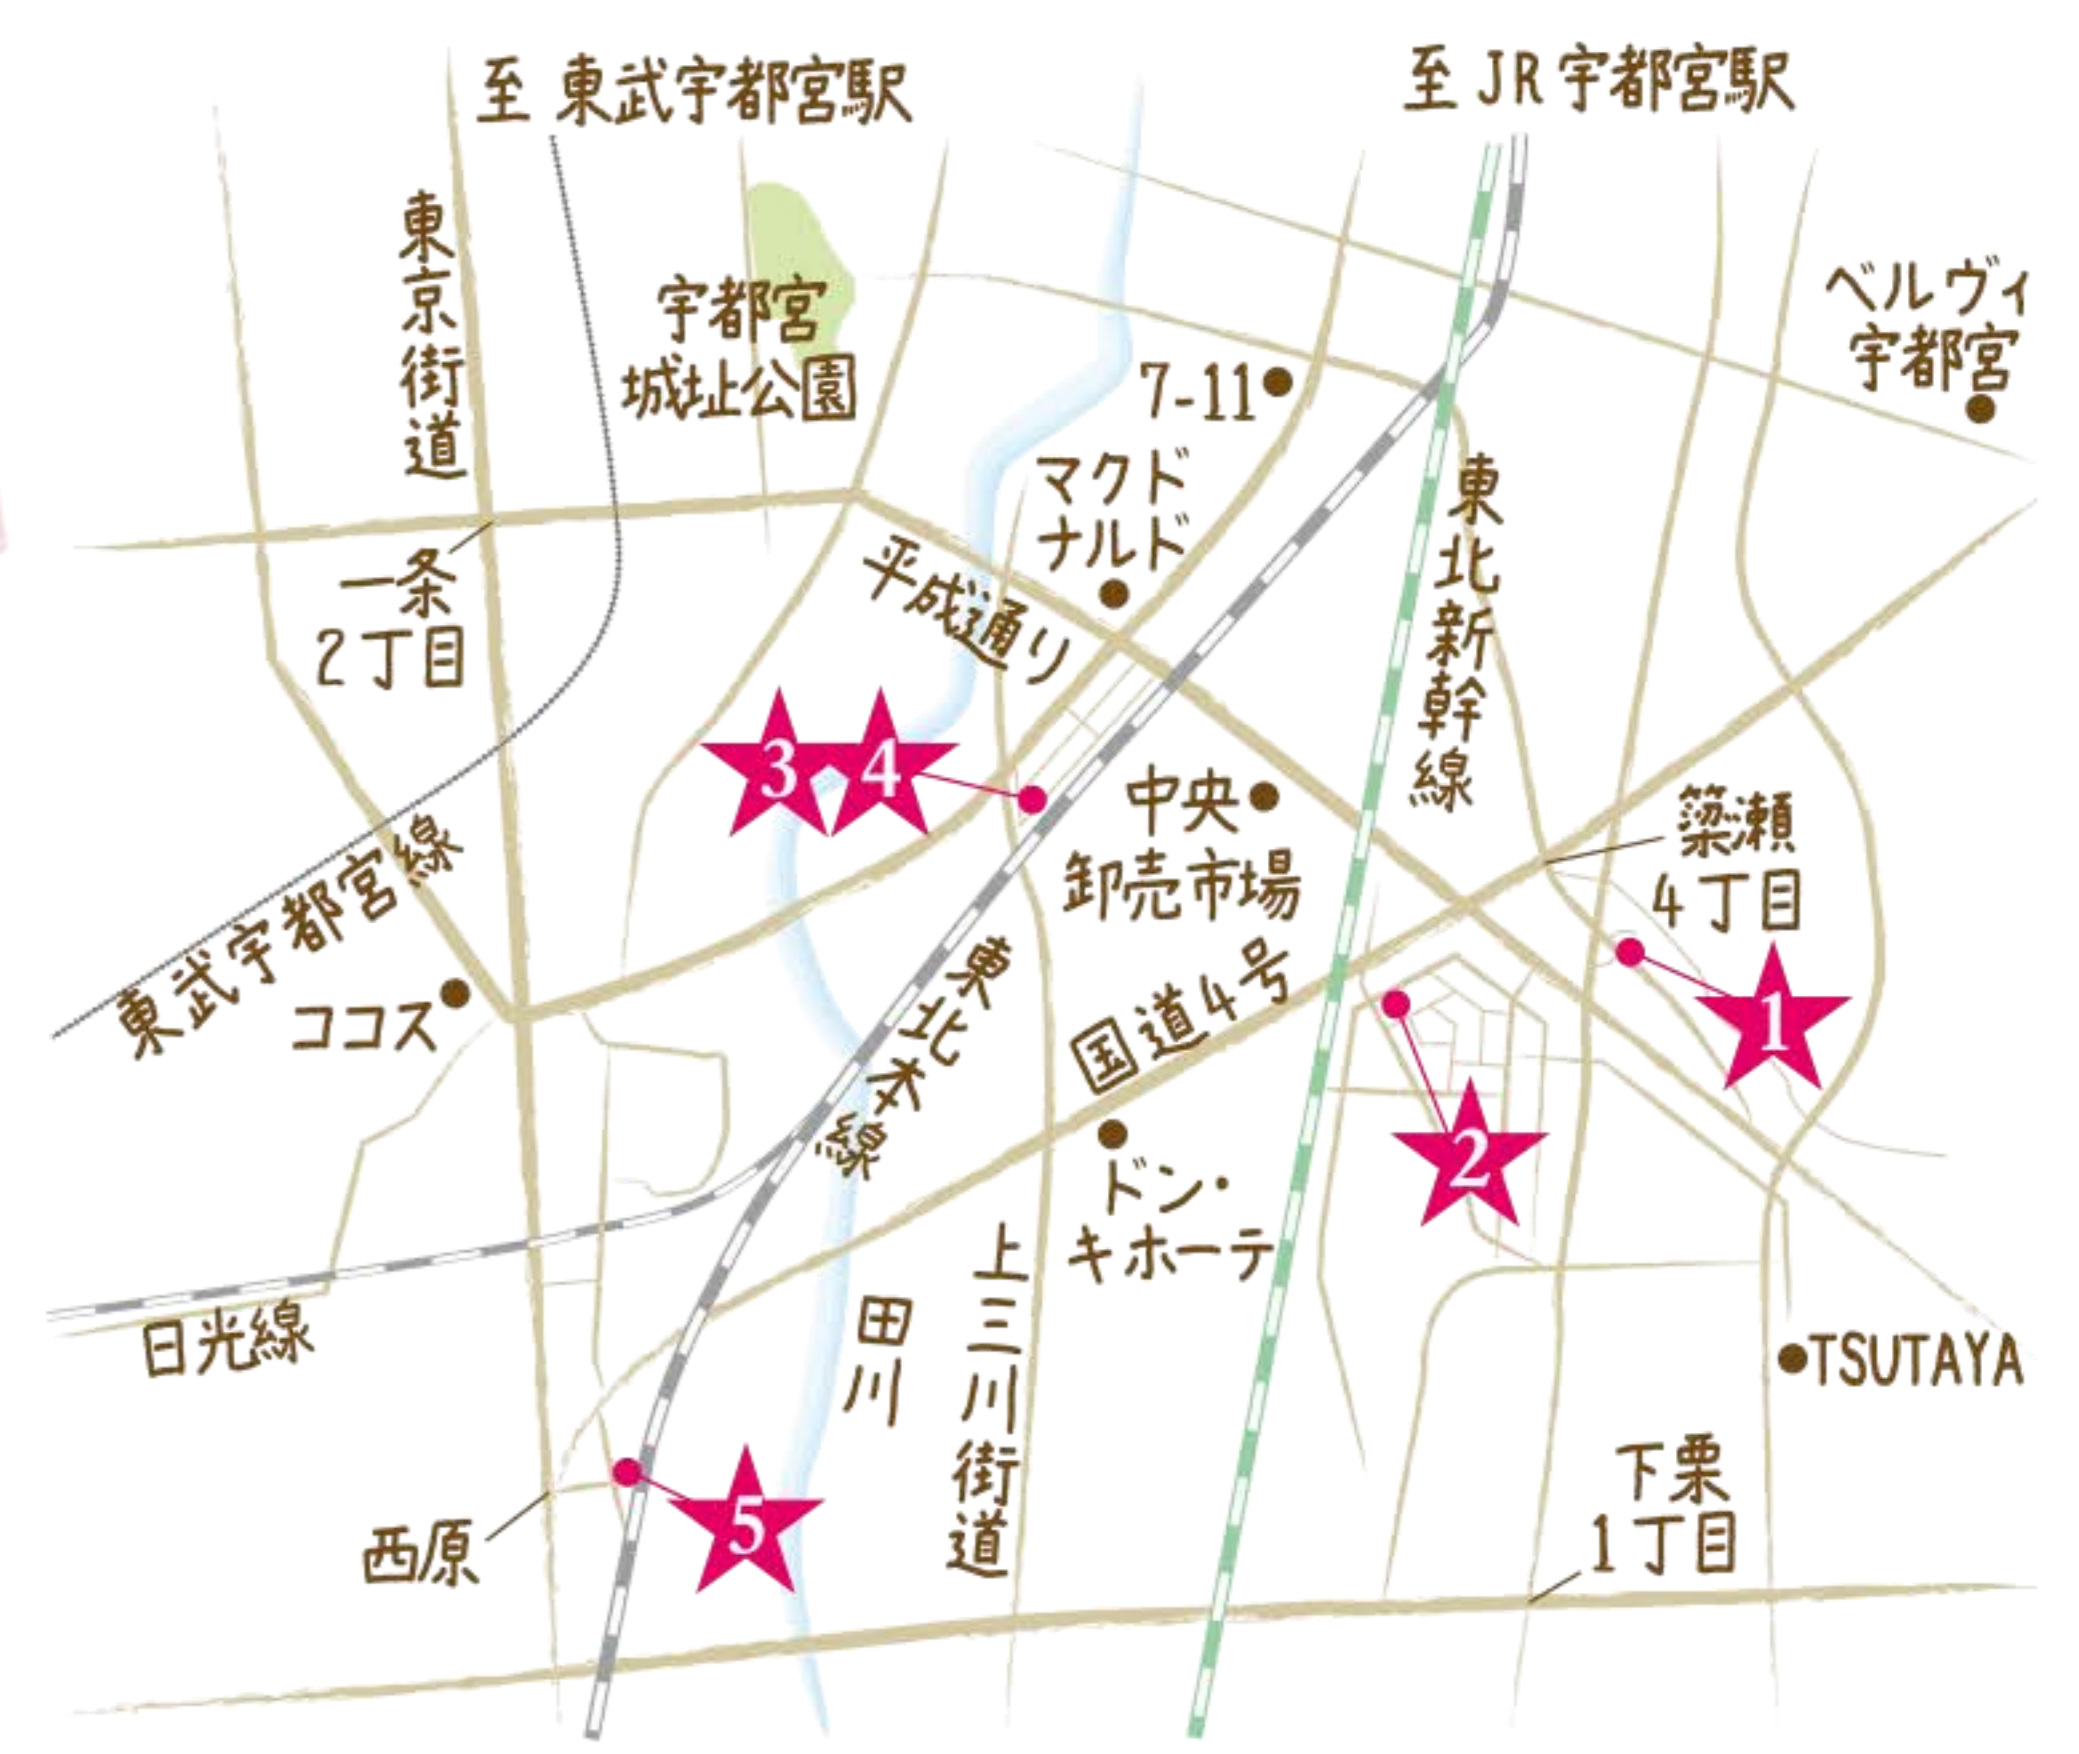 至 東武宇都宮駅
至 JR宇都宮駅
東京街道
宇都宮
城址公園
ベルヴィ
宇都宮
7-11
マクド
ナルド
東北新幹線
一条
2丁目
平成通り
3
4
中央
卸売市場
簗瀬
4丁目
東武宇都宮線
ココス
東北本線
国道4号
1
2
ドン・
キホーテ
上三川街道
田川
日光線
TSUTAYA
下栗
1丁目
5
西原